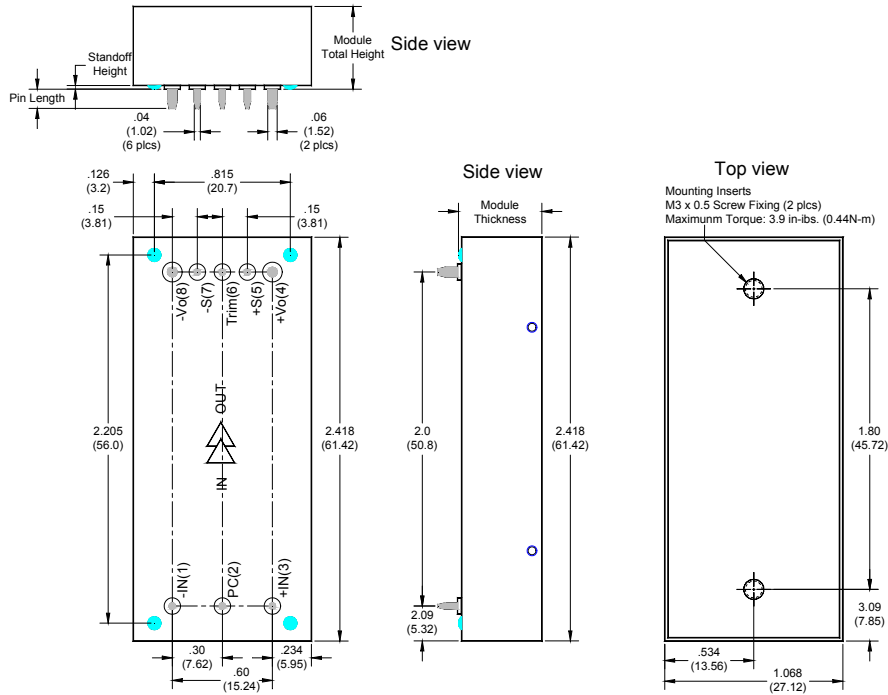 Side view
Module
Total Height
Standoff
Height
Pin Length
.04
(1.02)
(6 plcs)
.06
(1.52)
(2 plcs)
.126
(3.2)
.815
(20.7)
.15
(3.81)
.15
(3.81)
-Vo(8)
-S(7)
Trim(6)
+S(5)
+Vo(4)
2.205
(56.0)
OUT
IN
2.418
(61.42)
-IN(1)
PC(2)
+IN(3)
.30
(7.62)
.234
(5.95)
.60
(15.24)
Side view
Module
Thickness
2.0
(50.8)
2.418
(61.42)
2.09
(5.32)
Top view
Mounting Inserts
M3 x 0.5 Screw Fixing (2 plcs)
Maximunm Torque: 3.9 in-ibs. (0.44N-m)
1.80
(45.72)
3.09
(7.85)
.534
(13.56)
1.068
(27.12)